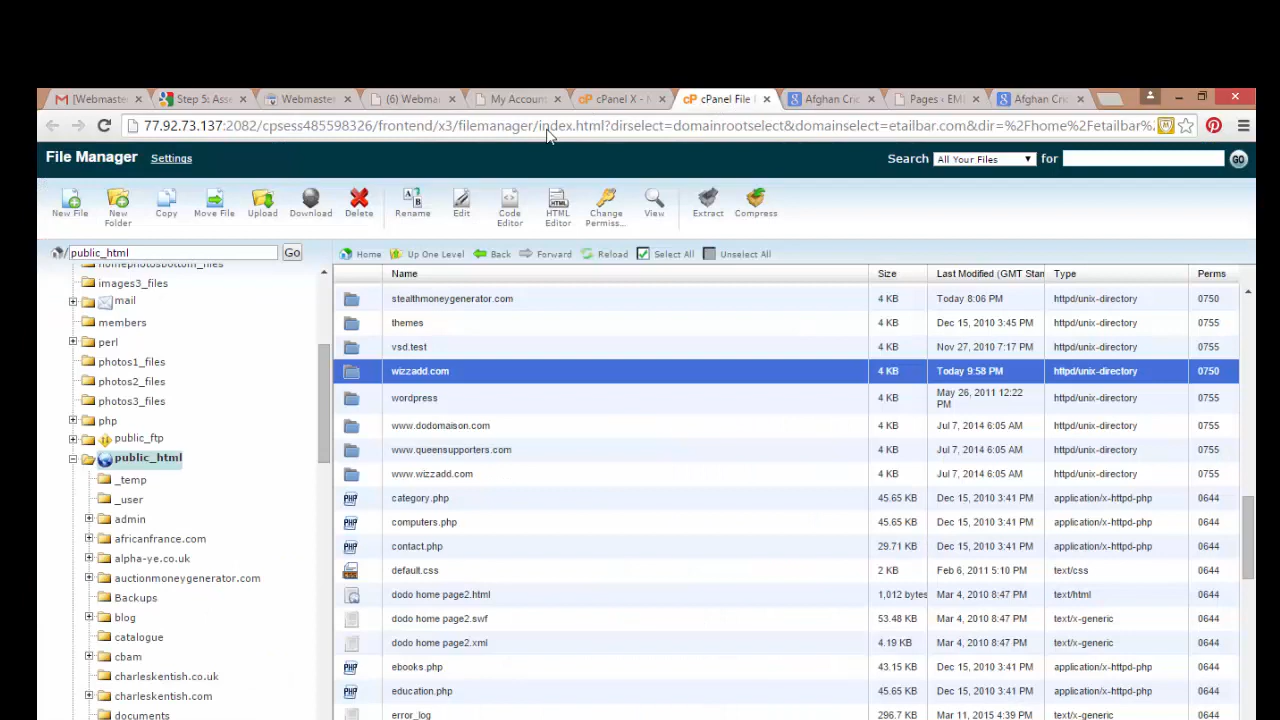 [Webmaste
Step 5: Asse
Webmaster
(6) Webma
My Accoun
cPanel X - M
cPanel File
Afghan Cric
Pages ‹ EMI
Afghan Cric
77.92.73.137:2082/cpsess485598326/frontend/x3/filemanager/index.html?dirselect=domainrootselect&domainselect=etailbar.com&dir=%2Fhome%2Fetailbar%2
File Manager Settings
Search All Your Files for GO
New File
New Folder
Copy
Move File
Upload
Download
Delete
Rename
Edit
Code Editor
HTML Editor
Change Permiss...
View
Extract
Compress
/ public_html Go
Home Up One Level Back Forward Reload Select All Unselect All
homephotosbottom_files
images3_files
mail
members
perl
photos1_files
photos2_files
photos3_files
php
public_ftp
public_html
_temp
_user
admin
africanfrance.com
alpha-ye.co.uk
auctionmoneygenerator.com
Backups
blog
catalogue
cbam
charleskentish.co.uk
charleskentish.com
documents
Name Size Last Modified (GMT Stan Type Perms
stealthmoneygenerator.com 4 KB Today 8:06 PM httpd/unix-directory 0750
themes 4 KB Dec 15, 2010 3:45 PM httpd/unix-directory 0755
vsd.test 4 KB Nov 27, 2010 7:17 PM httpd/unix-directory 0755
wizzadd.com 4 KB Today 9:58 PM httpd/unix-directory 0750
wordpress 4 KB May 26, 2011 12:22 PM httpd/unix-directory 0755
www.dodomaison.com 4 KB Jul 7, 2014 6:05 AM httpd/unix-directory 0755
www.queensupporters.com 4 KB Jul 7, 2014 6:05 AM httpd/unix-directory 0755
www.wizzadd.com 4 KB Jul 7, 2014 6:05 AM httpd/unix-directory 0755
category.php 45.65 KB Dec 15, 2010 3:41 PM application/x-httpd-php 0644
computers.php 45.65 KB Dec 15, 2010 3:41 PM application/x-httpd-php 0644
contact.php 29.71 KB Dec 15, 2010 3:41 PM application/x-httpd-php 0644
default.css 2 KB Feb 6, 2011 5:10 PM text/css 0644
dodo home page2.html 1,012 bytes Mar 4, 2010 8:47 PM text/html 0644
dodo home page2.swf 53.48 KB Mar 4, 2010 8:47 PM text/x-generic 0644
dodo home page2.xml 4.19 KB Mar 4, 2010 8:47 PM text/x-generic 0644
ebooks.php 43.15 KB Dec 15, 2010 3:41 PM application/x-httpd-php 0644
education.php 45.65 KB Dec 15, 2010 3:41 PM application/x-httpd-php 0644
error_log 296.7 KB Mar 11, 2015 4:39 PM text/x-generic 0644